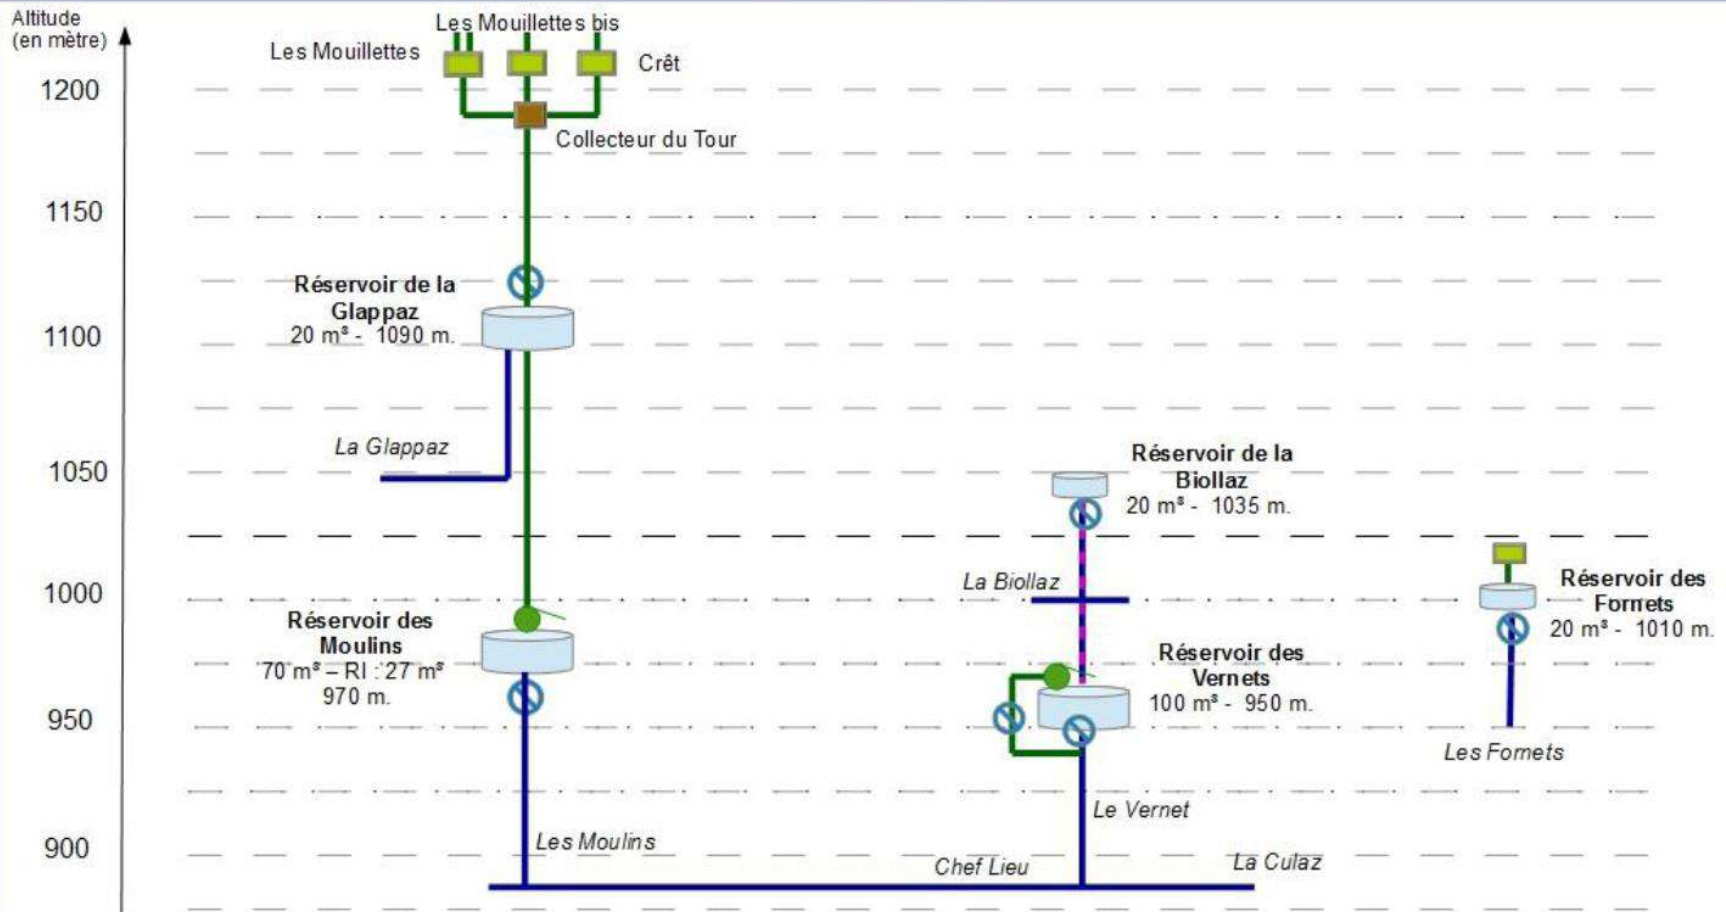 Altitude
(en mètre)
Les Mouillettes bis
Les Mouillettes
Crêt
1200
Collecteur du Tour
1150
Réservoir de la
Glappaz
20 m³ - 1090 m.
1100
La Glappaz
1050
Réservoir de la
Biollaz
20 m³ - 1035 m.
La Biollaz
1000
Réservoir des
Fornets
20 m³ - 1010 m.
Réservoir des
Moulins
70 m³ – RI : 27 m³
970 m.
Réservoir des
Vernets
100 m³ - 950 m.
950
Les Fornets
Le Vernet
900
Les Moulins
Chef Lieu
La Culaz